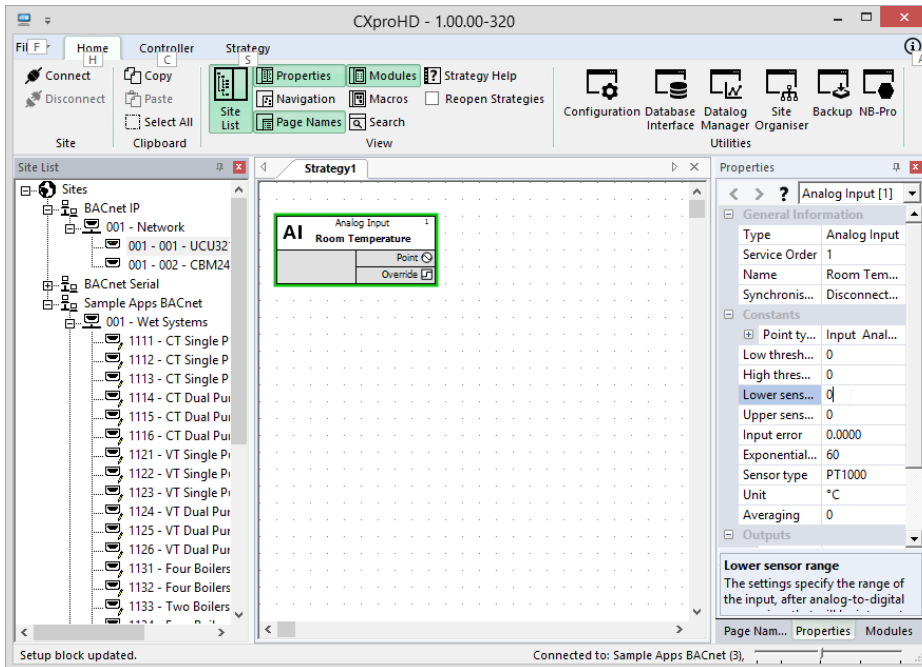 CXproHD - 1.00.00-320
Fil F Home Controller Strategy
H C S A
Connect
Disconnect
Site
Copy
Paste
Select All
Clipboard
Site List
Properties Modules Strategy Help
Navigation Macros Reopen Strategies
Page Names Search
View
Configuration Database Interface Datalog Manager Site Organiser Backup NB-Pro
Utilities
Site List
Sites
BACnet IP
001 - Network
001 - 001 - UCU32
001 - 002 - CBM24
BACnet Serial
Sample Apps BACnet
001 - Wet Systems
1111 - CT Single P
1112 - CT Single P
1113 - CT Single P
1114 - CT Dual Pu
1115 - CT Dual Pu
1116 - CT Dual Pu
1121 - VT Single P
1122 - VT Single P
1123 - VT Single P
1124 - VT Dual Pur
1125 - VT Dual Pur
1126 - VT Dual Pur
1131 - Four Boilers
1132 - Four Boilers
1133 - Two Boilers
Strategy1
Analog Input 1
AI Room Temperature
Point
Override
Properties
? Analog Input [1]
General Information
Type Analog Input
Service Order 1
Name Room Tem...
Synchronis... Disconnect...
Constants
Point ty... Input Anal...
Low thresh... 0
High thres... 0
Lower sens... 0
Upper sens... 0
Input error 0.0000
Exponential... 60
Sensor type PT1000
Unit °C
Averaging 0
Outputs
Lower sensor range
The settings specify the range of
the input, after analog-to-digital
Page Nam... Properties Modules
Setup block updated. Connected to: Sample Apps BACnet (3),